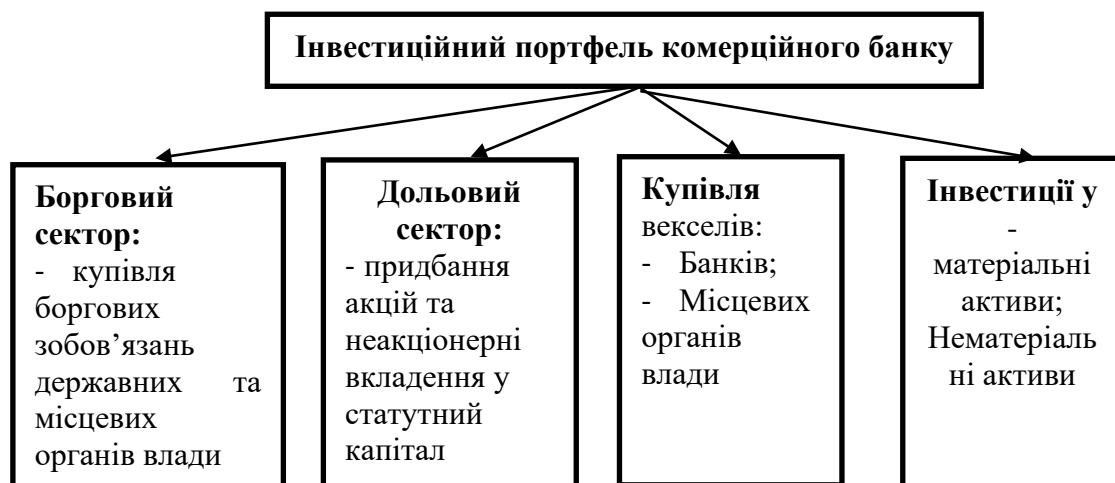 Інвестиційний портфель комерційного банку
Борговий
сектор:
- купівля
боргових
зобов’язань
державних та
місцевих
органів влади
Дольовий
сектор:
- придбання
акцій та
неакціонерні
вкладення у
статутний
капітал
Купівля
векселів:
- Банків;
- Місцевих
органів
влади
Інвестиції у
-
матеріальні
активи;
Нематеріаль
ні активи